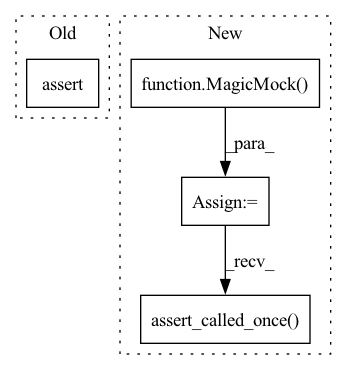 Old
New
assert
function.MagicMock()
_para_
Assign:=
_recv_
assert_called_once()